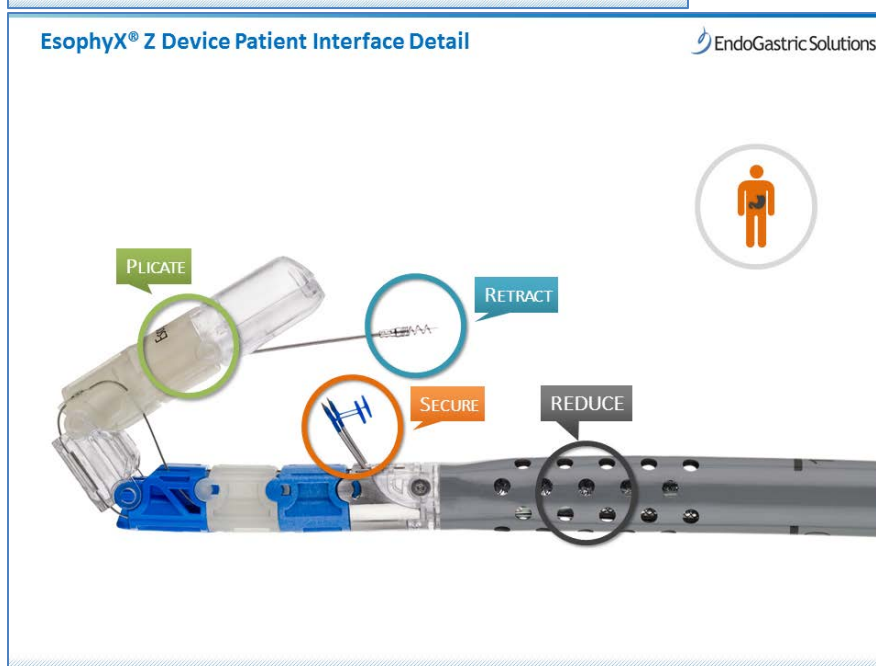 EsophyX® Z Device Patient Interface Detail
EndoGastric Solutions
PLICATE
RETRACT
SECURE
REDUCE